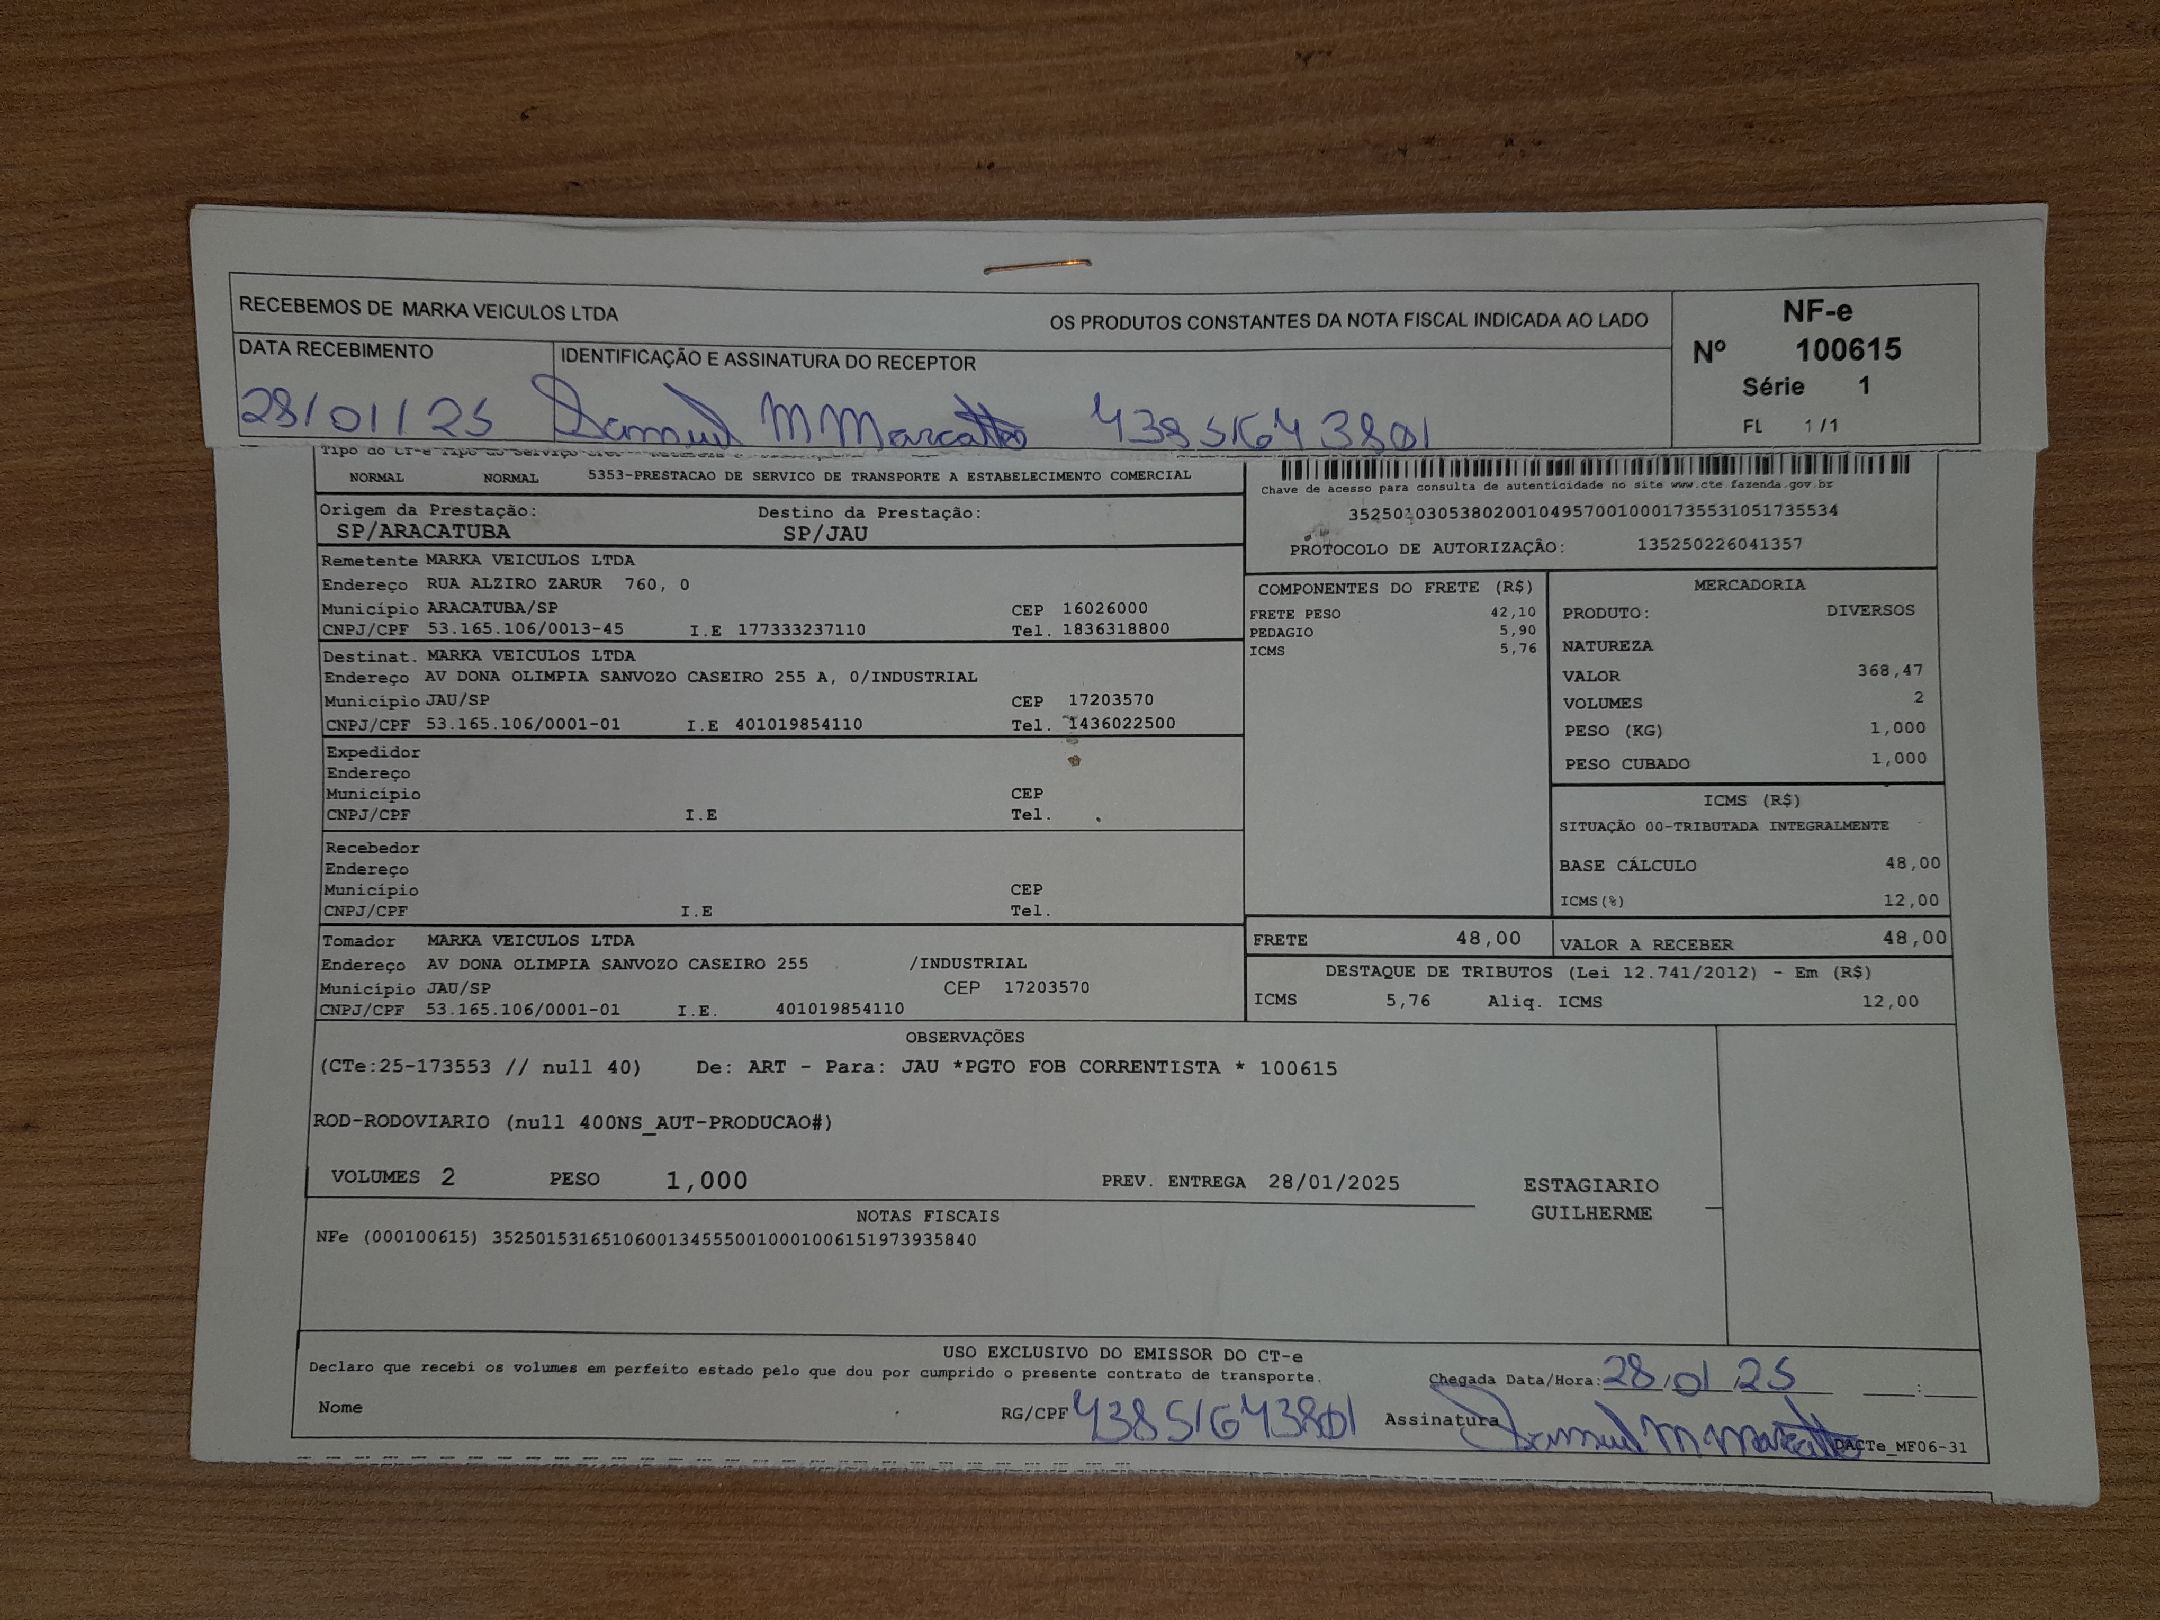 RECEBEMOS DE MARKA VEICULOS LTDA OS PRODUTOS CONSTANTES DA NOTA FISCAL INDICADA AO LADO
NF-e
Nº 100615
Série 1
FL 1/1
DATA RECEBIMENTO IDENTIFICAÇÃO E ASSINATURA DO RECEPTOR
28/01/25 Samuel M Marcatto 43851643801
Tipo do CT-e Tipo do Serviço
NORMAL NORMAL 5353-PRESTACAO DE SERVICO DE TRANSPORTE A ESTABELECIMENTO COMERCIAL
Chave de acesso para consulta de autenticidade no site www.cte.fazenda.gov.br
35250103053802001049570010001735531051735534
PROTOCOLO DE AUTORIZAÇÃO: 135250226041357
Origem da Prestação: Destino da Prestação:
SP/ARACATUBA SP/JAU
Remetente MARKA VEICULOS LTDA
Endereço RUA ALZIRO ZARUR 760, 0
Município ARACATUBA/SP CEP 16026000
CNPJ/CPF 53.165.106/0013-45 I.E 177333237110 Tel. 1836318800
Destinat. MARKA VEICULOS LTDA
Endereço AV DONA OLIMPIA SANVOZO CASEIRO 255 A, 0/INDUSTRIAL
Município JAU/SP CEP 17203570
CNPJ/CPF 53.165.106/0001-01 I.E 401019854110 Tel. 1436022500
Expedidor
Endereço
Município CEP
CNPJ/CPF I.E Tel.
Recebedor
Endereço
Município CEP
CNPJ/CPF I.E Tel.
Tomador MARKA VEICULOS LTDA
Endereço AV DONA OLIMPIA SANVOZO CASEIRO 255 /INDUSTRIAL
Município JAU/SP CEP 17203570
CNPJ/CPF 53.165.106/0001-01 I.E. 401019854110
COMPONENTES DO FRETE (R$)
FRETE PESO 42,10
PEDAGIO 5,90
ICMS 5,76
MERCADORIA
PRODUTO: DIVERSOS
NATUREZA
VALOR 368,47
VOLUMES 2
PESO (KG) 1,000
PESO CUBADO 1,000
ICMS (R$)
SITUAÇÃO 00-TRIBUTADA INTEGRALMENTE
BASE CÁLCULO 48,00
ICMS(%) 12,00
FRETE 48,00 VALOR A RECEBER 48,00
DESTAQUE DE TRIBUTOS (Lei 12.741/2012) - Em (R$)
ICMS 5,76 Aliq. ICMS 12,00
OBSERVAÇÕES
(CTe:25-173553 // null 40) De: ART - Para: JAU *PGTO FOB CORRENTISTA * 100615
ROD-RODOVIARIO (null 400NS_AUT-PRODUCAO#)
VOLUMES 2 PESO 1,000 PREV. ENTREGA 28/01/2025
ESTAGIARIO
GUILHERME
NOTAS FISCAIS
NFe (000100615) 35250153165106001345550010001006151973935840
USO EXCLUSIVO DO EMISSOR DO CT-e
Declaro que recebi os volumes em perfeito estado pelo que dou por cumprido o presente contrato de transporte.
Chegada Data/Hora: 28/01/25 __:__
Nome RG/CPF 43851643801 Assinatura Samuel M Marcatto
DACTe_MF06-31